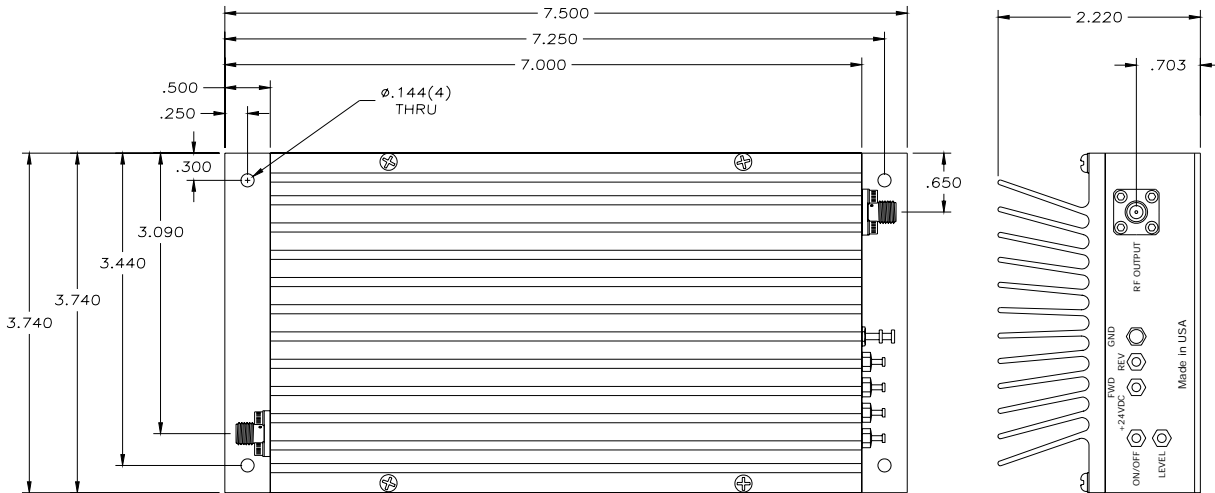 7.500
7.250
7.000
.500
.250
ø.144(4)
THRU
.300
3.090
3.440
3.740
3.740
.650
2.220
.703
RF OUTPUT
GND
REV
FWD
+24VDC
ON/OFF
LEVEL
Made in USA